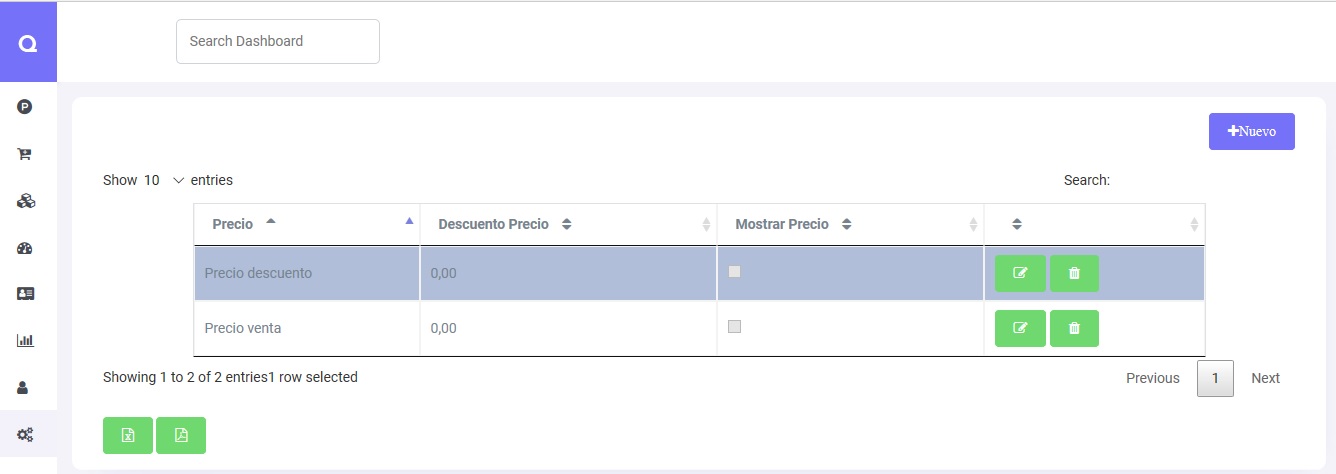 Search Dashboard
Nuevo
Show 10 entries
Search:
Precio Descuento Precio Mostrar Precio
Precio descuento 0,00
Precio venta 0,00
Showing 1 to 2 of 2 entries1 row selected
Previous 1 Next